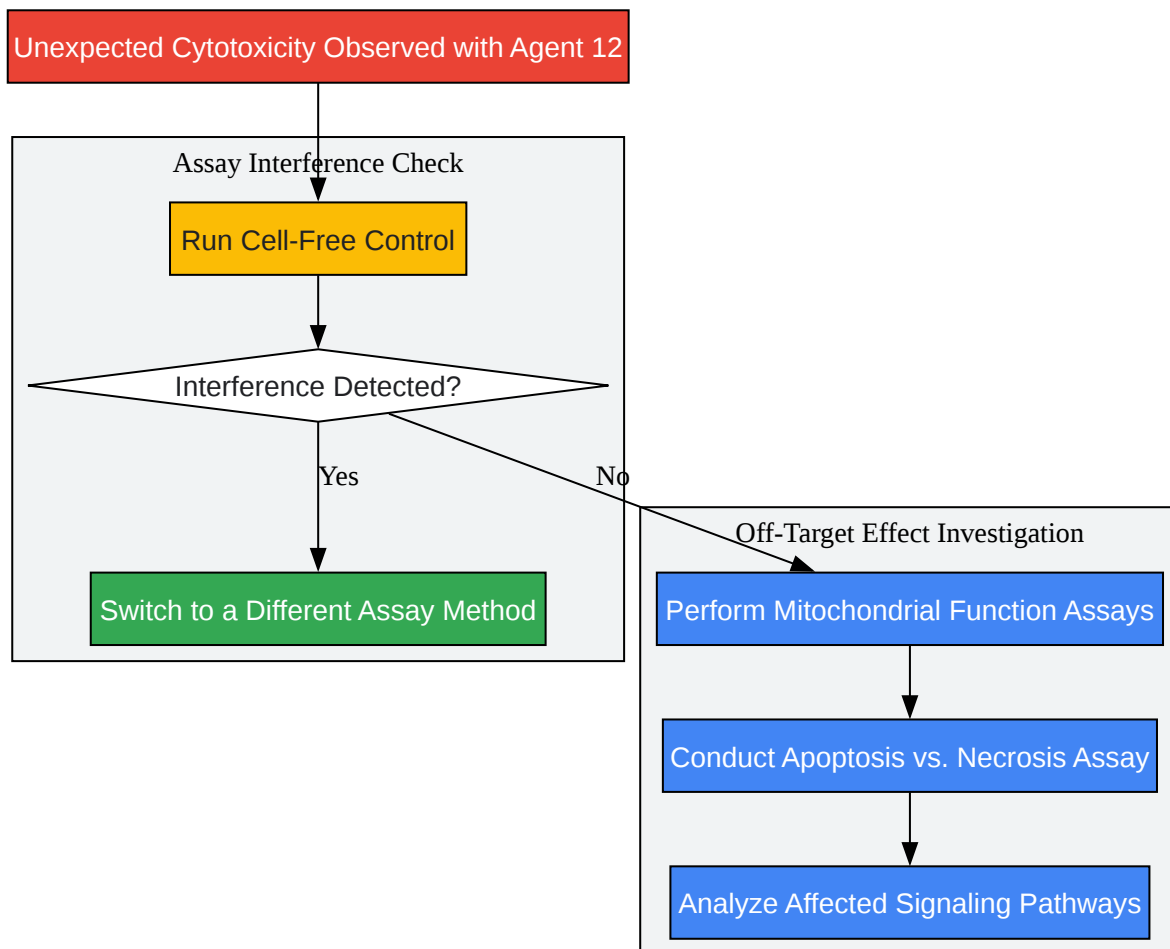 Unexpected Cytotoxicity Observed with Agent 12
Assay Interference Check
Run Cell-Free Control
Interference Detected?
Yes
No
Switch to a Different Assay Method
Off-Target Effect Investigation
Perform Mitochondrial Function Assays
Conduct Apoptosis vs. Necrosis Assay
Analyze Affected Signaling Pathways